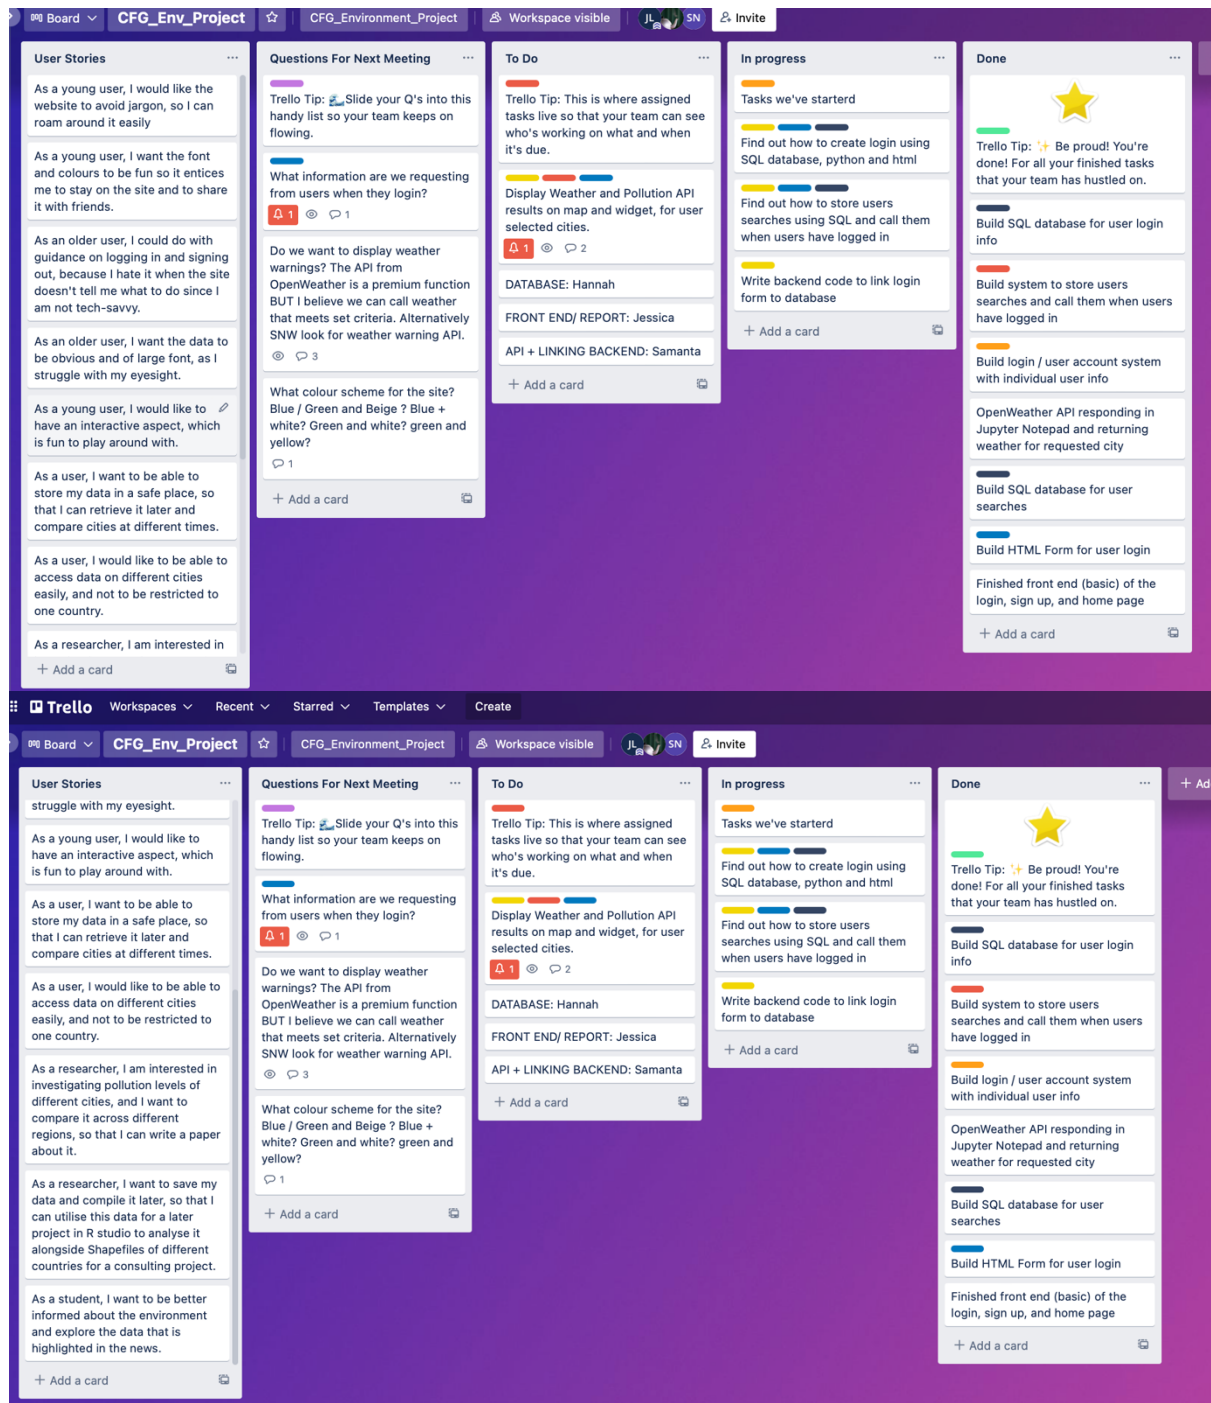 Board
CFG_Env_Project
CFG_Environment_Project
Workspace visible
JL
SN
Invite
User Stories
As a young user, I would like the
website to avoid jargon, so I can
roam around it easily
As a young user, I want the font
and colours to be fun so it entices
me to stay on the site and to share
it with friends.
As an older user, I could do with
guidance on logging in and signing
out, because I hate it when the site
doesn't tell me what to do since I
am not tech-savvy.
As an older user, I want the data to
be obvious and of large font, as I
struggle with my eyesight.
As a young user, I would like to
have an interactive aspect, which
is fun to play around with.
As a user, I want to be able to
store my data in a safe place, so
that I can retrieve it later and
compare cities at different times.
As a user, I would like to be able to
access data on different cities
easily, and not to be restricted to
one country.
As a researcher, I am interested in
+ Add a card
Questions For Next Meeting
Trello Tip: 🌊Slide your Q's into this
handy list so your team keeps on
flowing.
What information are we requesting
from users when they login?
1
1
Do we want to display weather
warnings? The API from
OpenWeather is a premium function
BUT I believe we can call weather
that meets set criteria. Alternatively
SNW look for weather warning API.
3
What colour scheme for the site?
Blue / Green and Beige ? Blue +
white? Green and white? green and
yellow?
1
+ Add a card
To Do
Trello Tip: This is where assigned
tasks live so that your team can see
who's working on what and when
it's due.
Display Weather and Pollution API
results on map and widget, for user
selected cities.
1
2
DATABASE: Hannah
FRONT END/ REPORT: Jessica
API + LINKING BACKEND: Samanta
+ Add a card
In progress
Tasks we've starterd
Find out how to create login using
SQL database, python and html
Find out how to store users
searches using SQL and call them
when users have logged in
Write backend code to link login
form to database
+ Add a card
Done
Trello Tip: ✨ Be proud! You're
done! For all your finished tasks
that your team has hustled on.
Build SQL database for user login
info
Build system to store users
searches and call them when users
have logged in
Build login / user account system
with individual user info
OpenWeather API responding in
Jupyter Notepad and returning
weather for requested city
Build SQL database for user
searches
Build HTML Form for user login
Finished front end (basic) of the
login, sign up, and home page
+ Add a card
Trello
Workspaces
Recent
Starred
Templates
Create
Board
CFG_Env_Project
CFG_Environment_Project
Workspace visible
JL
SN
Invite
User Stories
struggle with my eyesight.
As a young user, I would like to
have an interactive aspect, which
is fun to play around with.
As a user, I want to be able to
store my data in a safe place, so
that I can retrieve it later and
compare cities at different times.
As a user, I would like to be able to
access data on different cities
easily, and not to be restricted to
one country.
As a researcher, I am interested in
investigating pollution levels of
different cities, and I want to
compare it across different
regions, so that I can write a paper
about it.
As a researcher, I want to save my
data and compile it later, so that I
can utilise this data for a later
project in R studio to analyse it
alongside Shapefiles of different
countries for a consulting project.
As a student, I want to be better
informed about the environment
and explore the data that is
highlighted in the news.
+ Add a card
Questions For Next Meeting
Trello Tip: 🌊Slide your Q's into this
handy list so your team keeps on
flowing.
What information are we requesting
from users when they login?
1
1
Do we want to display weather
warnings? The API from
OpenWeather is a premium function
BUT I believe we can call weather
that meets set criteria. Alternatively
SNW look for weather warning API.
3
What colour scheme for the site?
Blue / Green and Beige ? Blue +
white? Green and white? green and
yellow?
1
+ Add a card
To Do
Trello Tip: This is where assigned
tasks live so that your team can see
who's working on what and when
it's due.
Display Weather and Pollution API
results on map and widget, for user
selected cities.
1
2
DATABASE: Hannah
FRONT END/ REPORT: Jessica
API + LINKING BACKEND: Samanta
+ Add a card
In progress
Tasks we've starterd
Find out how to create login using
SQL database, python and html
Find out how to store users
searches using SQL and call them
when users have logged in
Write backend code to link login
form to database
+ Add a card
Done
Trello Tip: ✨ Be proud! You're
done! For all your finished tasks
that your team has hustled on.
Build SQL database for user login
info
Build system to store users
searches and call them when users
have logged in
Build login / user account system
with individual user info
OpenWeather API responding in
Jupyter Notepad and returning
weather for requested city
Build SQL database for user
searches
Build HTML Form for user login
Finished front end (basic) of the
login, sign up, and home page
+ Add a card
+ Ad